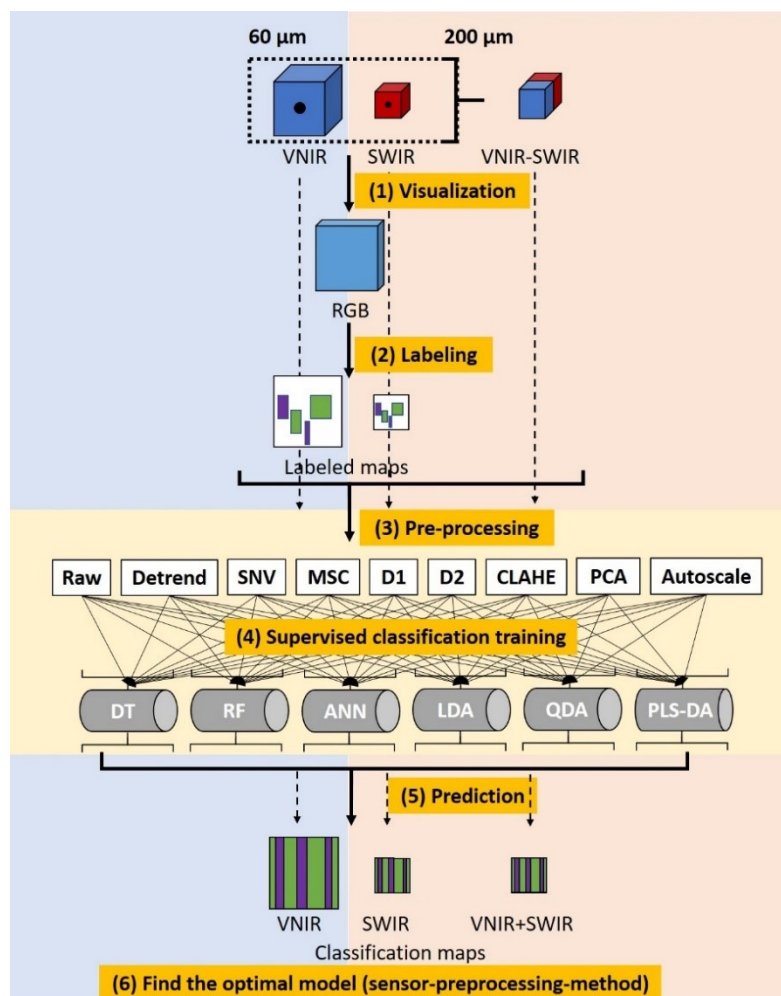 60 µm
200 µm
VNIR
SWIR
VNIR-SWIR
(1) Visualization
RGB
(2) Labeling
Labeled maps
(3) Pre-processing
Raw
Detrend
SNV
MSC
D1
D2
CLAHE
PCA
Autoscale
(4) Supervised classification training
DT
RF
ANN
LDA
QDA
PLS-DA
(5) Prediction
VNIR
SWIR
VNIR+SWIR
Classification maps
(6) Find the optimal model (sensor-preprocessing-method)